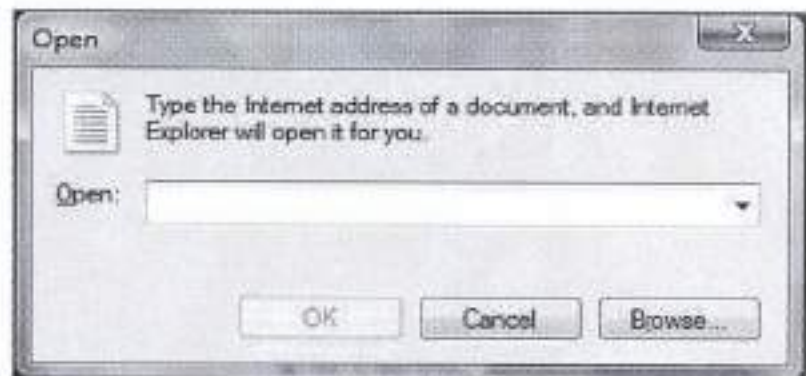 Open
Type the Internet address of a document, and Internet
Explorer will open it for you.
Open:
OK
Cancel
Browse...